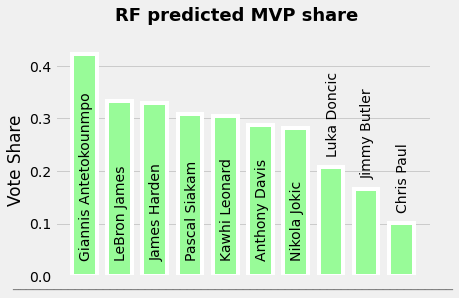 RF predicted MVP share
Vote Share
0.4
0.3
0.2
0.1
0.0
Giannis Antetokounmpo
LeBron James
James Harden
Pascal Siakam
Kawhi Leonard
Anthony Davis
Nikola Jokic
Luka Doncic
Jimmy Butler
Chris Paul